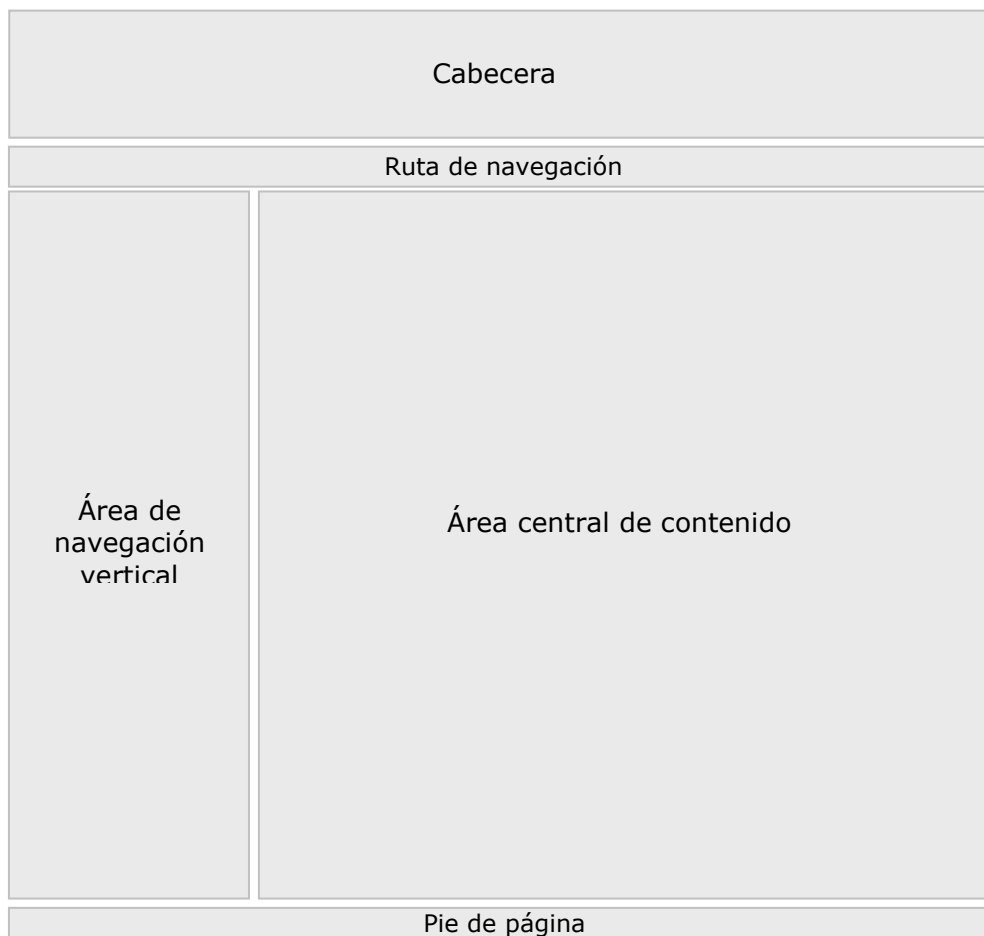 Cabecera
Ruta de navegación
Área de
navegación
vertical
Área central de contenido
Pie de página